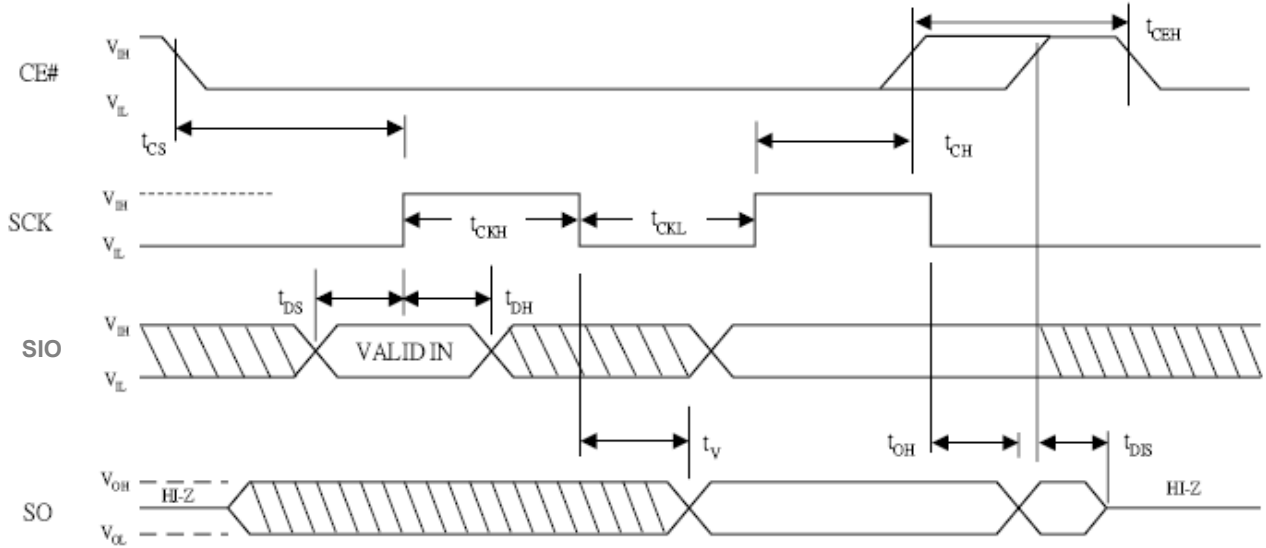 V_IH
t_CEH
CE#
V_IL
t_CS
t_CH
V_IH
SCK
t_CKH
t_CKL
V_IL
t_DS
t_DH
V_IH
SIO
VALID IN
V_IL
t_V
t_OH
t_DIS
V_OH
HI-Z
HI-Z
SO
V_OL